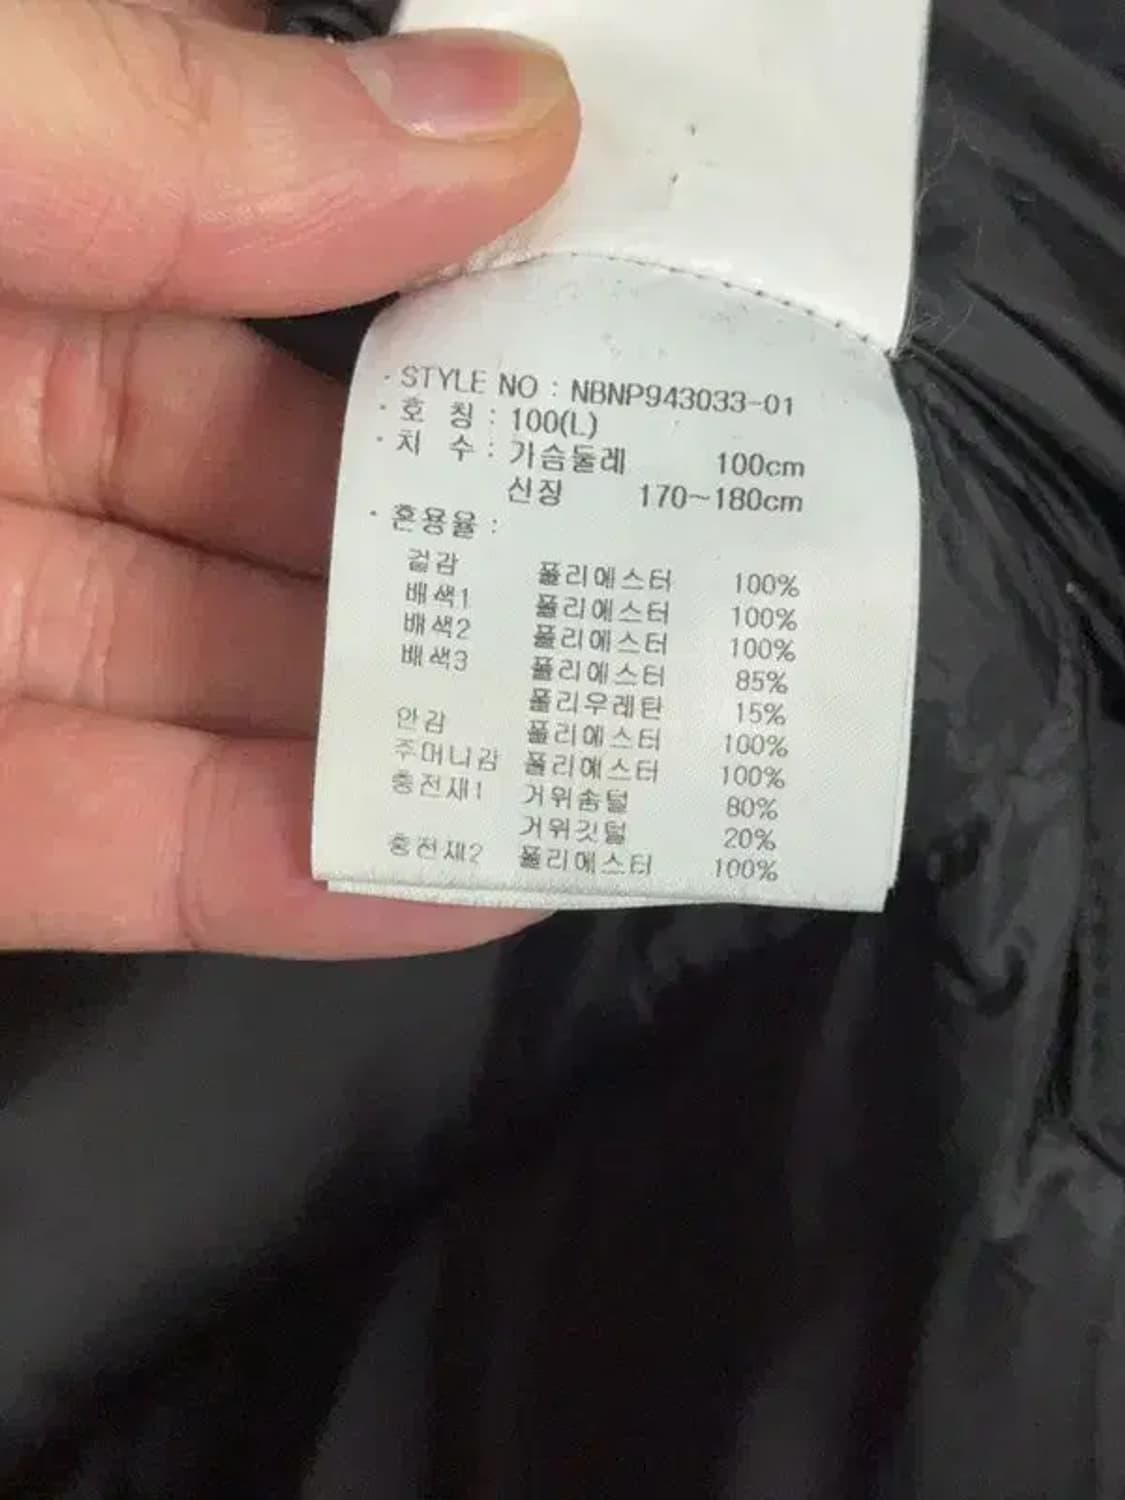 · STYLE NO : NBNP943033-01
· 호 칭 : 100(L)
· 치 수 : 가슴둘레 100cm
신장 170~180cm
· 혼용율 :
겉감 폴리에스터 100%
배색1 폴리에스터 100%
배색2 폴리에스터 100%
배색3 폴리에스터 85%
폴리우레탄 15%
안감 폴리에스터 100%
주머니감 폴리에스터 100%
충전재1 거위솜털 80%
거위깃털 20%
충전재2 폴리에스터 100%